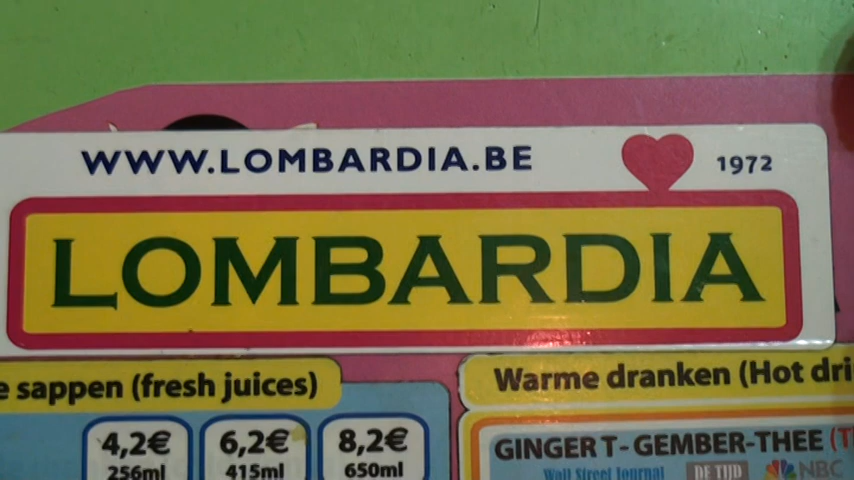 WWW.LOMBARDIA.BE
1972
LOMBARDIA
e sappen (fresh juices)
4,2€
256ml
6,2€
415ml
8,2€
650ml
Warme dranken (Hot dri
GINGER T - GEMBER-THEE (T
Wall Street Journal
DE TIJD
NBC